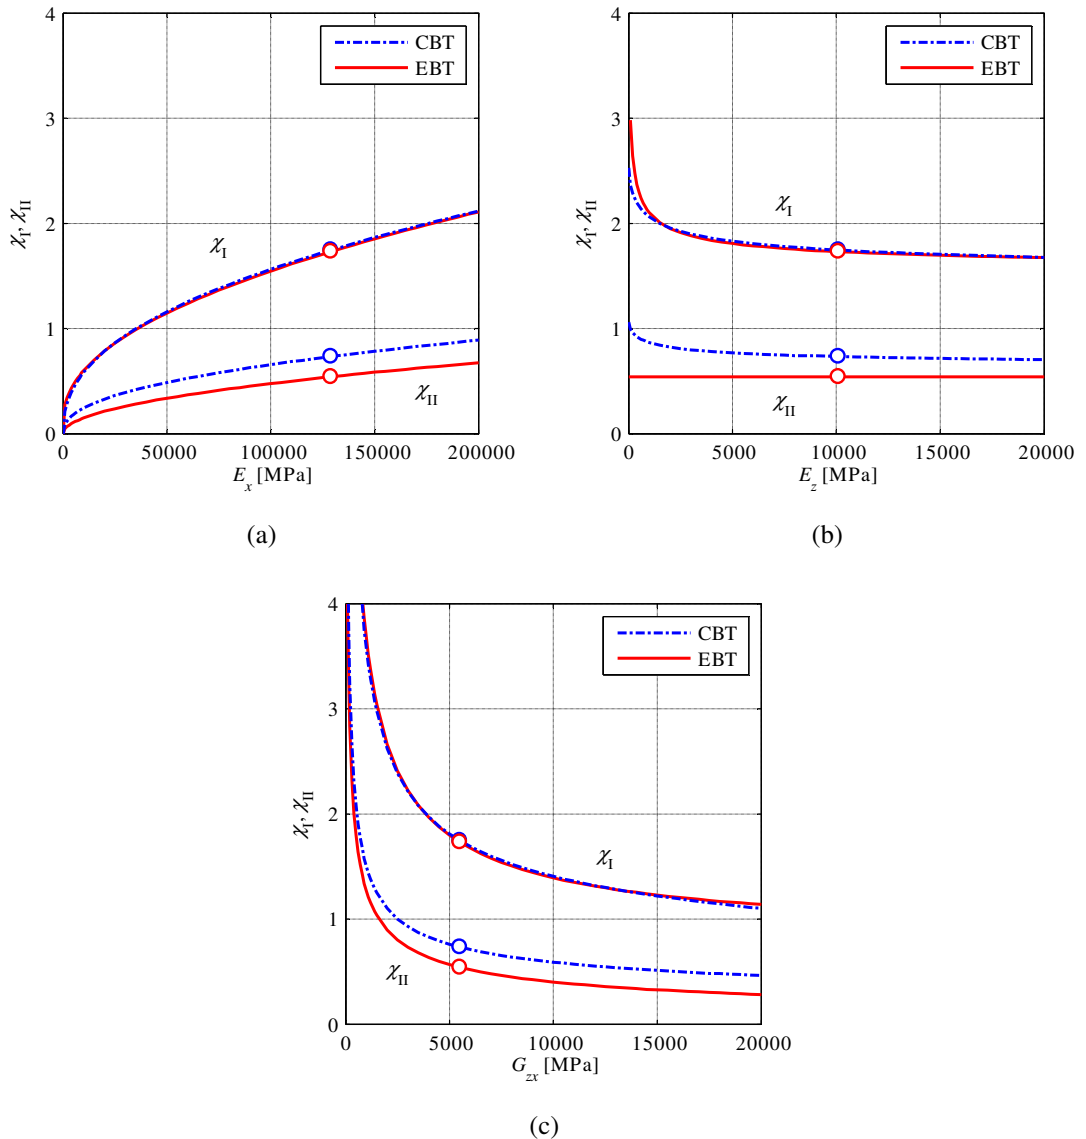 4
3
2
1
0
χI, χII
CBT
EBT
χI
χII
0 50000 100000 150000 200000
Ex [MPa]
(a)
4
3
2
1
0
χI, χII
CBT
EBT
χI
χII
0 5000 10000 15000 20000
Ez [MPa]
(b)
4
3
2
1
0
χI, χII
CBT
EBT
χI
χII
0 5000 10000 15000 20000
Gzx [MPa]
(c)